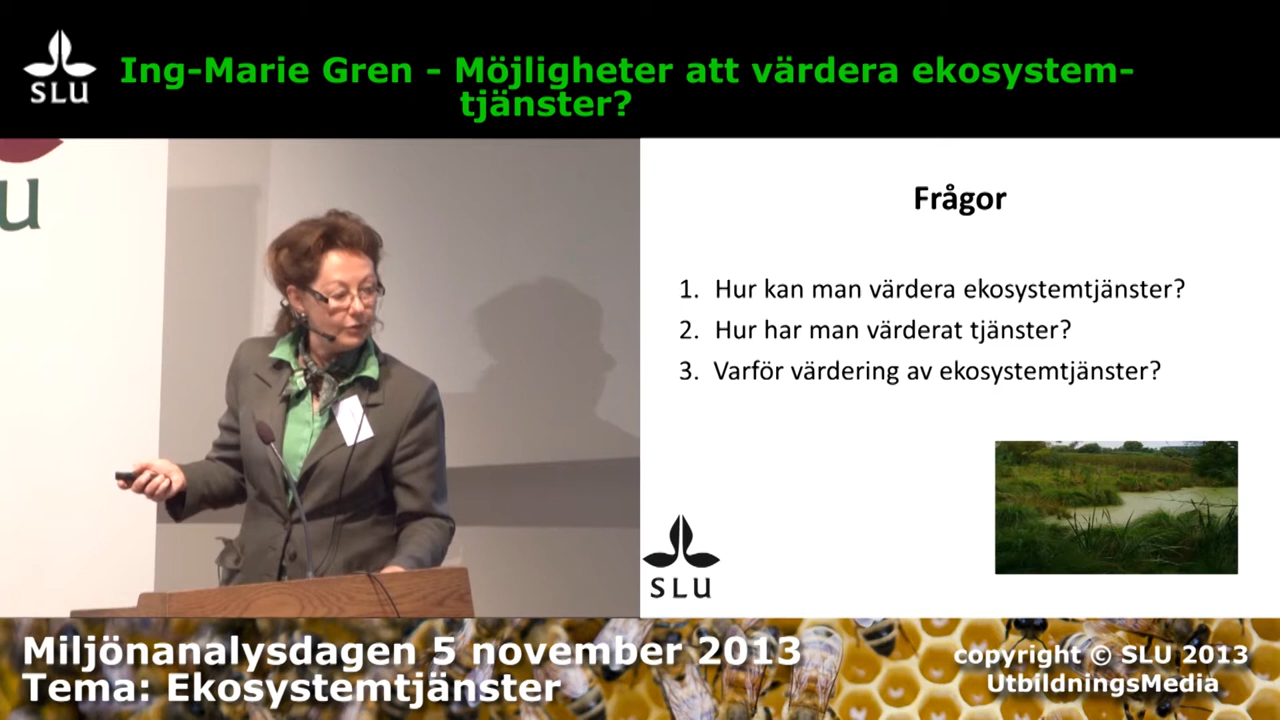 SLU
Ing-Marie Gren - Möjligheter att värdera ekosystem-
tjänster?
LU
Frågor
1. Hur kan man värdera ekosystemtjänster?
2. Hur har man värderat tjänster?
3. Varför värdering av ekosystemtjänster?
SLU
Miljönanalysdagen 5 november 2013
Tema: Ekosystemtjänster
copyright © SLU 2013
UtbildningsMedia